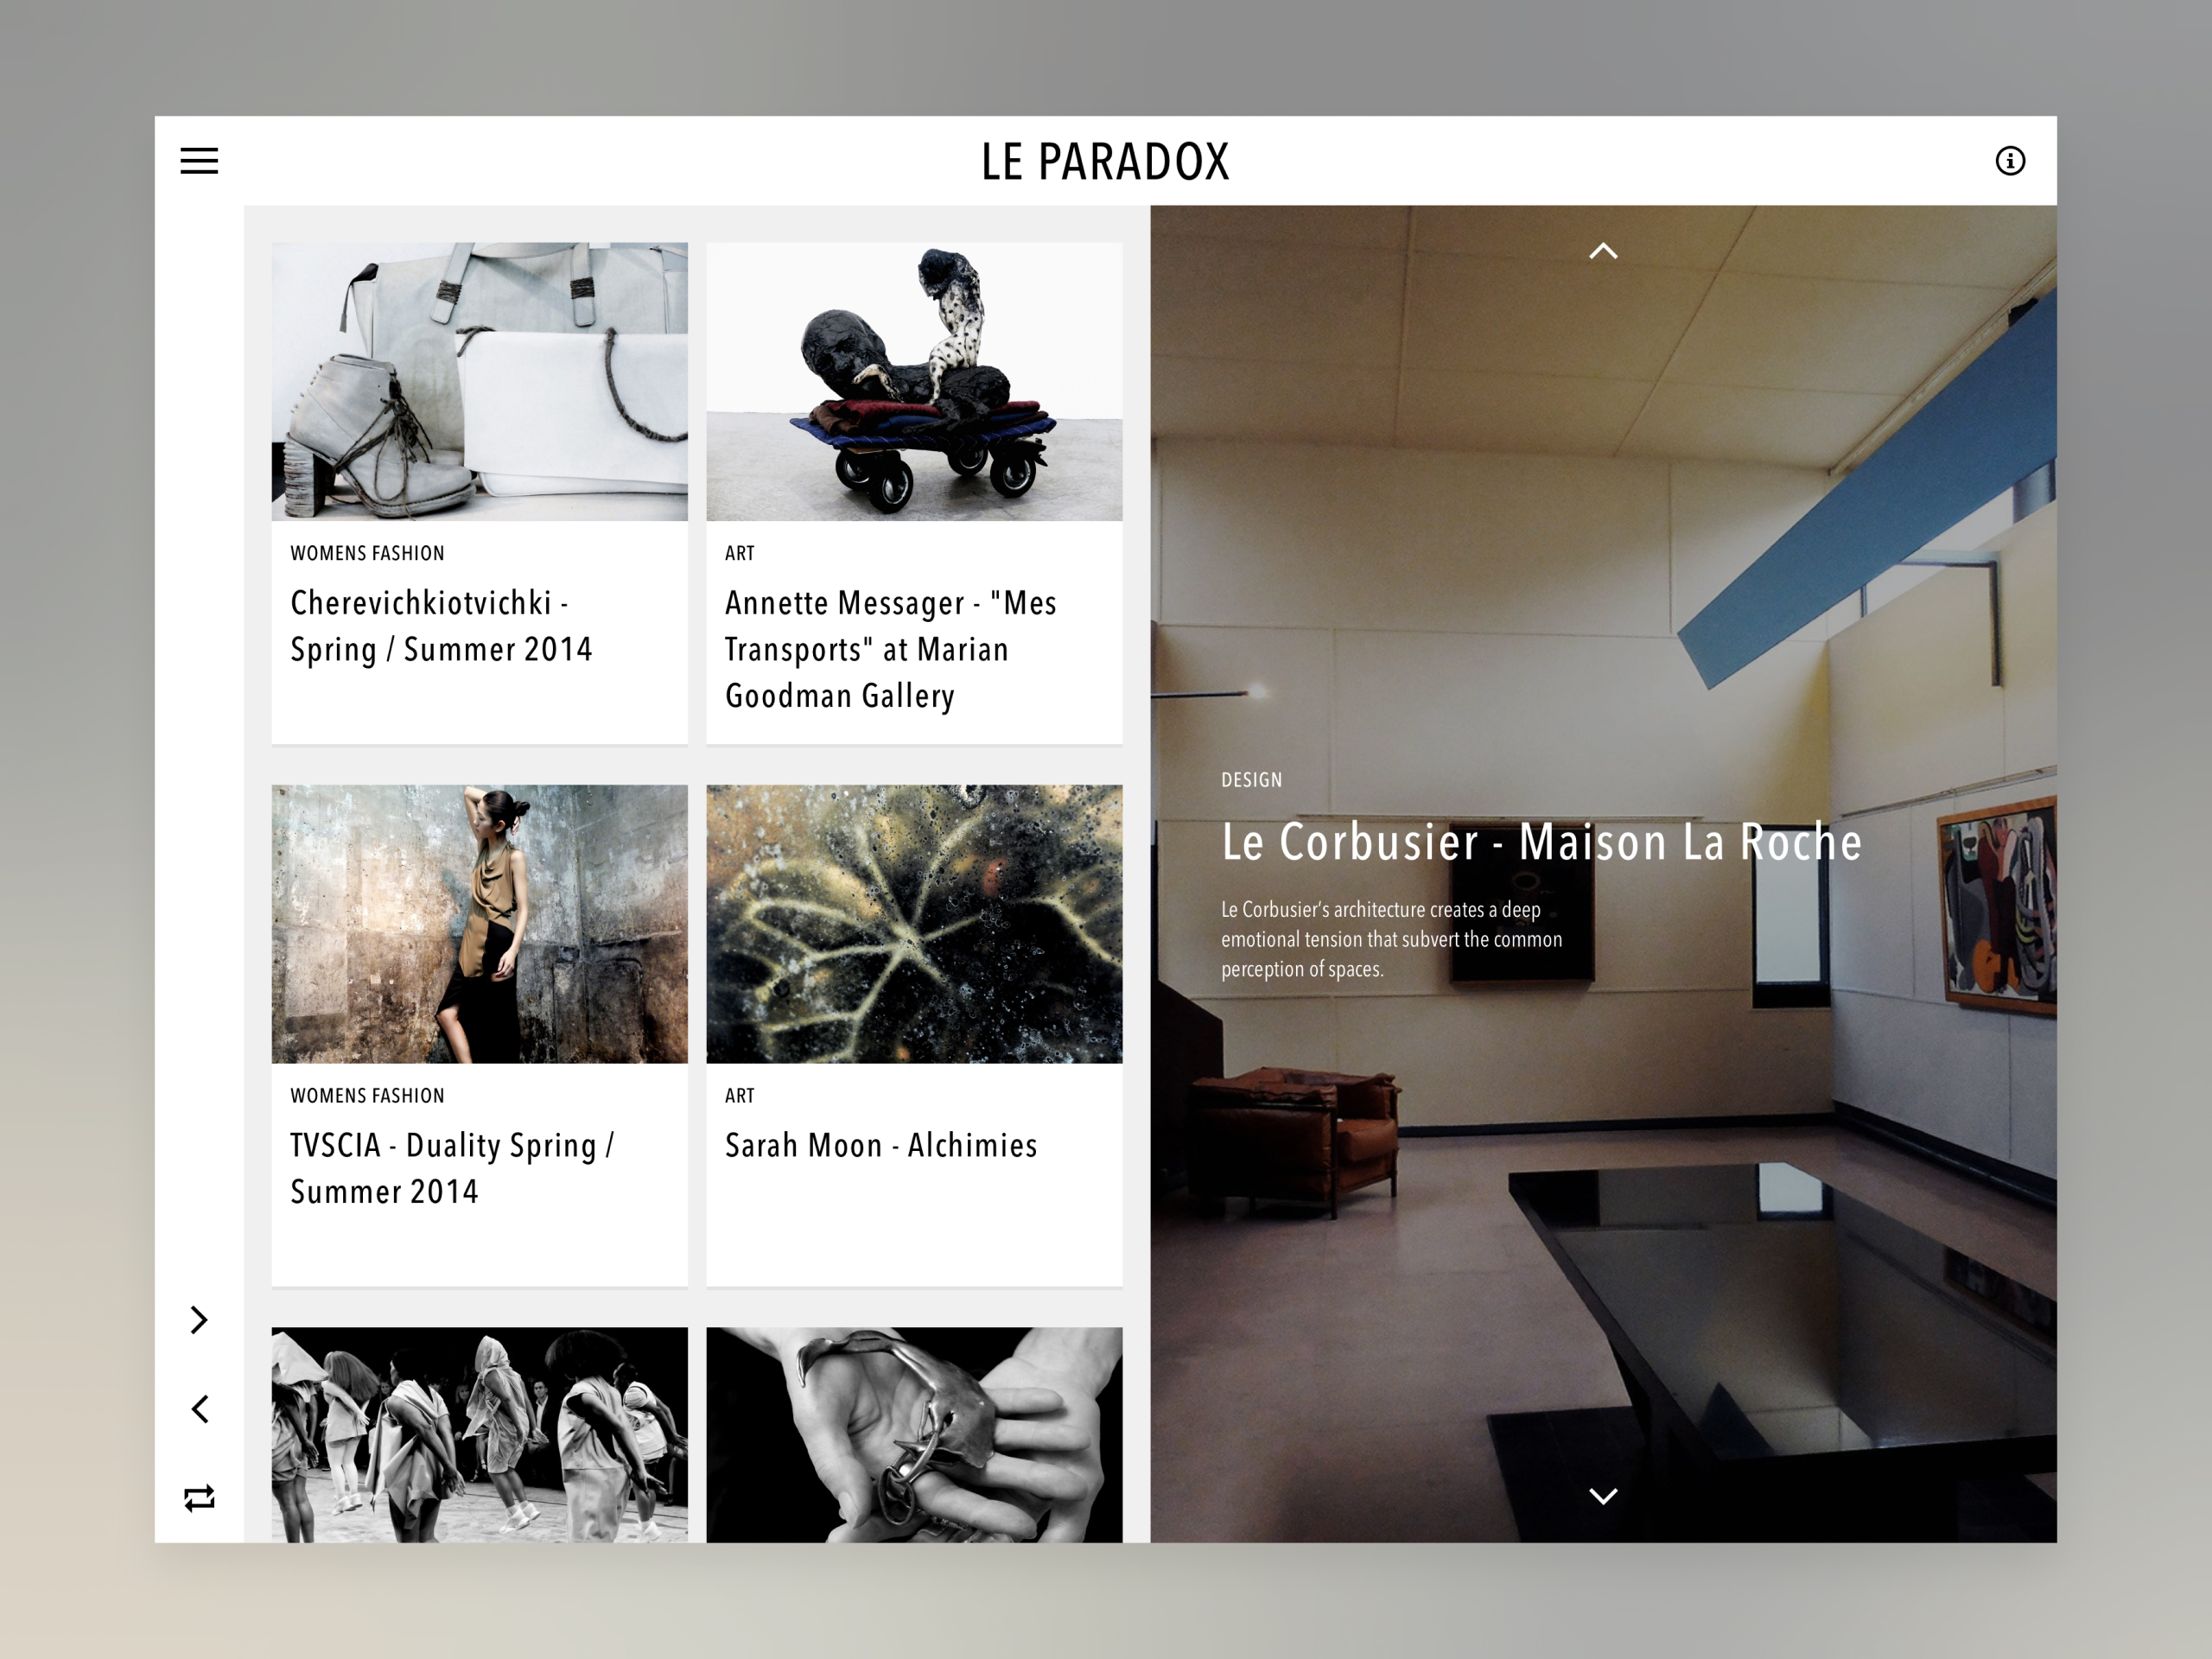 LE PARADOX
WOMENS FASHION
Cherevichkiotvichki -
Spring / Summer 2014
ART
Annette Messager - "Mes
Transports" at Marian
Goodman Gallery
WOMENS FASHION
TVSCIA - Duality Spring /
Summer 2014
ART
Sarah Moon - Alchimies
DESIGN
Le Corbusier - Maison La Roche
Le Corbusier's architecture creates a deep
emotional tension that subvert the common
perception of spaces.